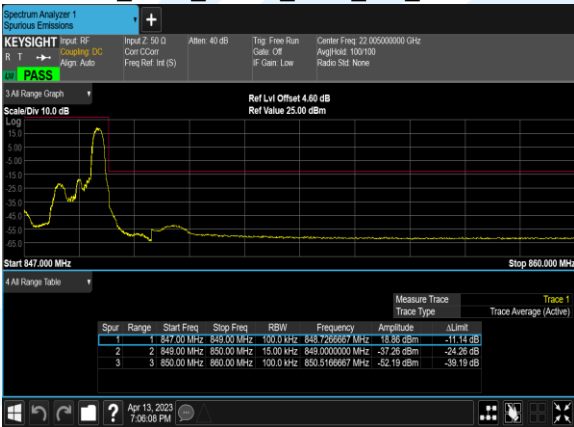 Spectrum Analyzer 1
Spurious Emissions
KEYSIGHT Input: RF Input Z: 50 Ω Atten: 40 dB Trig: Free Run Center Freq: 22.005000000 GHz
R T Coupling: DC Corr CCorr Gate: Off Avg|Hold: 100/100
Align: Auto Freq Ref: Int (S) IF Gain: Low Radio Std: None
PASS
3 All Range Graph
Ref Lvl Offset 4.60 dB
Scale/Div 10.0 dB Ref Value 25.00 dBm
Log
15.0
5.00
-5.00
-15.0
-25.0
-35.0
-45.0
-55.0
-65.0
Start 847.000 MHz Stop 860.000 MHz
4 All Range Table
Measure Trace Trace 1
Trace Type Trace Average (Active)
Spur Range Start Freq Stop Freq RBW Frequency Amplitude ΔLimit
1 1 847.00 MHz 849.00 MHz 100.0 kHz 848.7266667 MHz 18.86 dBm -11.14 dB
2 2 849.00 MHz 850.00 MHz 15.00 kHz 849.0000000 MHz -37.26 dBm -24.26 dB
3 3 850.00 MHz 860.00 MHz 100.0 kHz 850.5166667 MHz -52.19 dBm -39.19 dB
Apr 13, 2023
7:06:08 PM